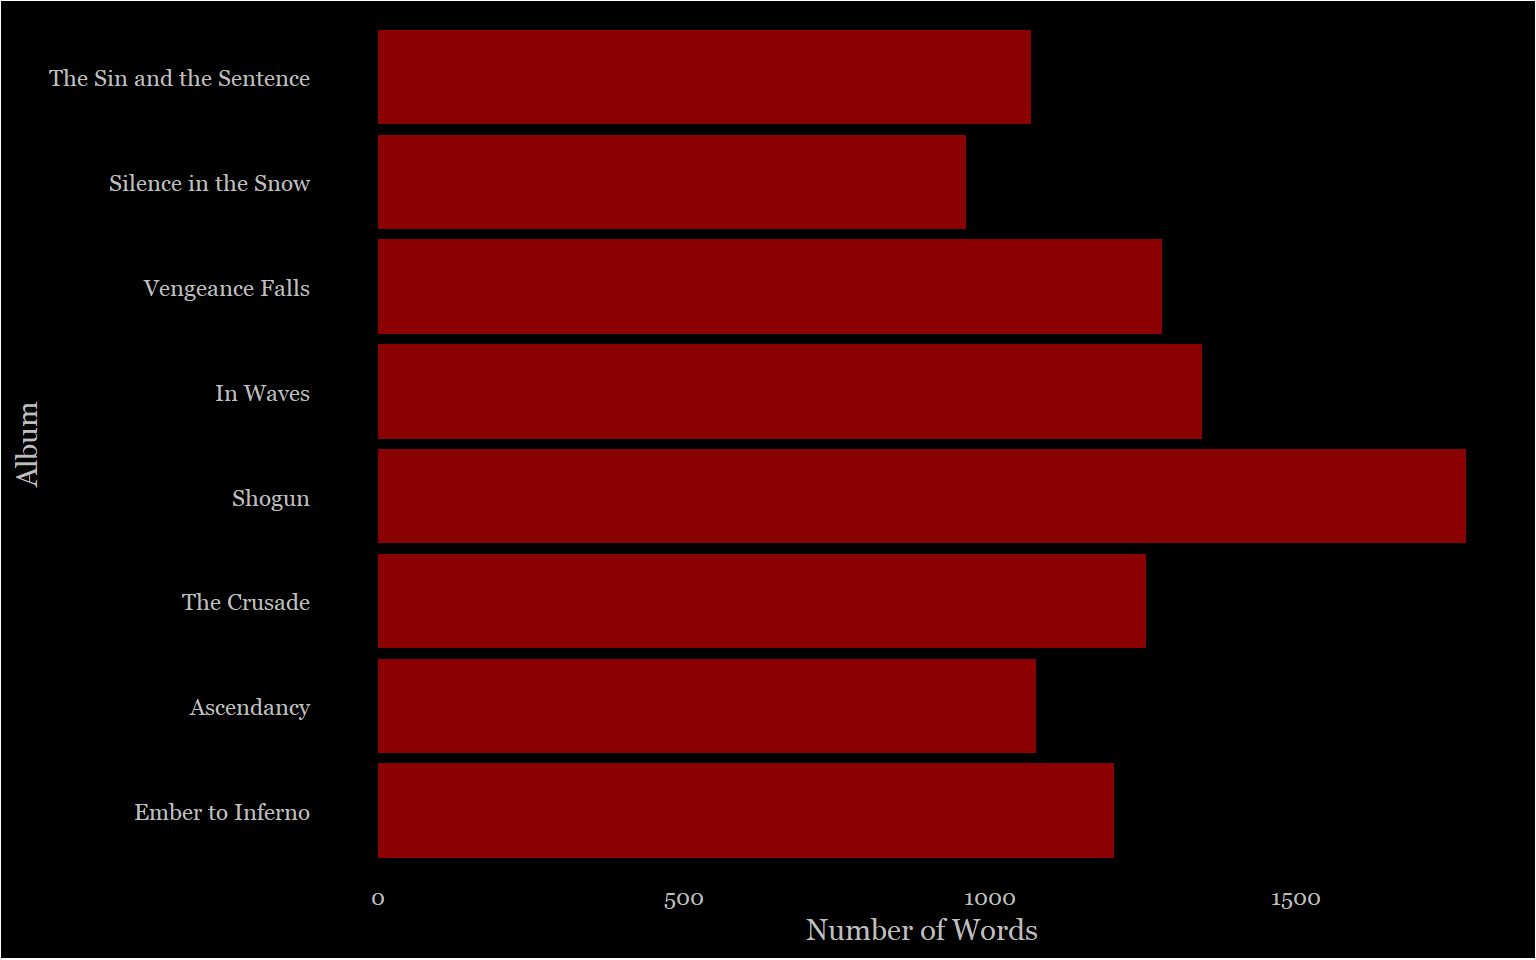 The Sin and the Sentence
Silence in the Snow
Vengeance Falls
In Waves
Shogun
The Crusade
Ascendancy
Ember to Inferno
Album
0 500 1000 1500
Number of Words